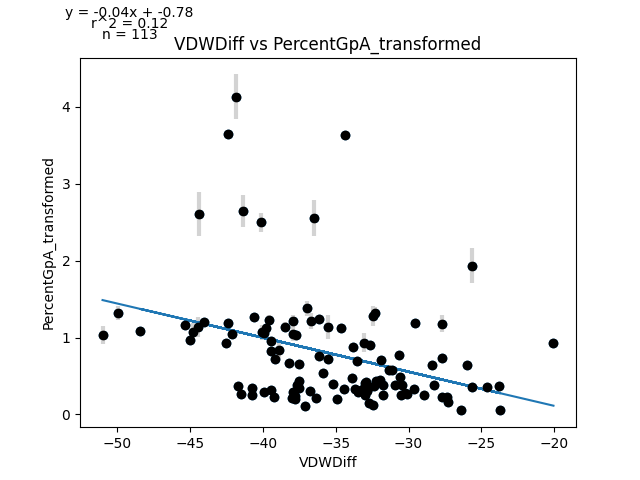 y = -0.04x + -0.78
r^2 = 0.12
n = 113
VDWDiff vs PercentGpA_transformed
PercentGpA_transformed
4
3
2
1
0
−50
−45
−40
−35
−30
−25
−20
VDWDiff